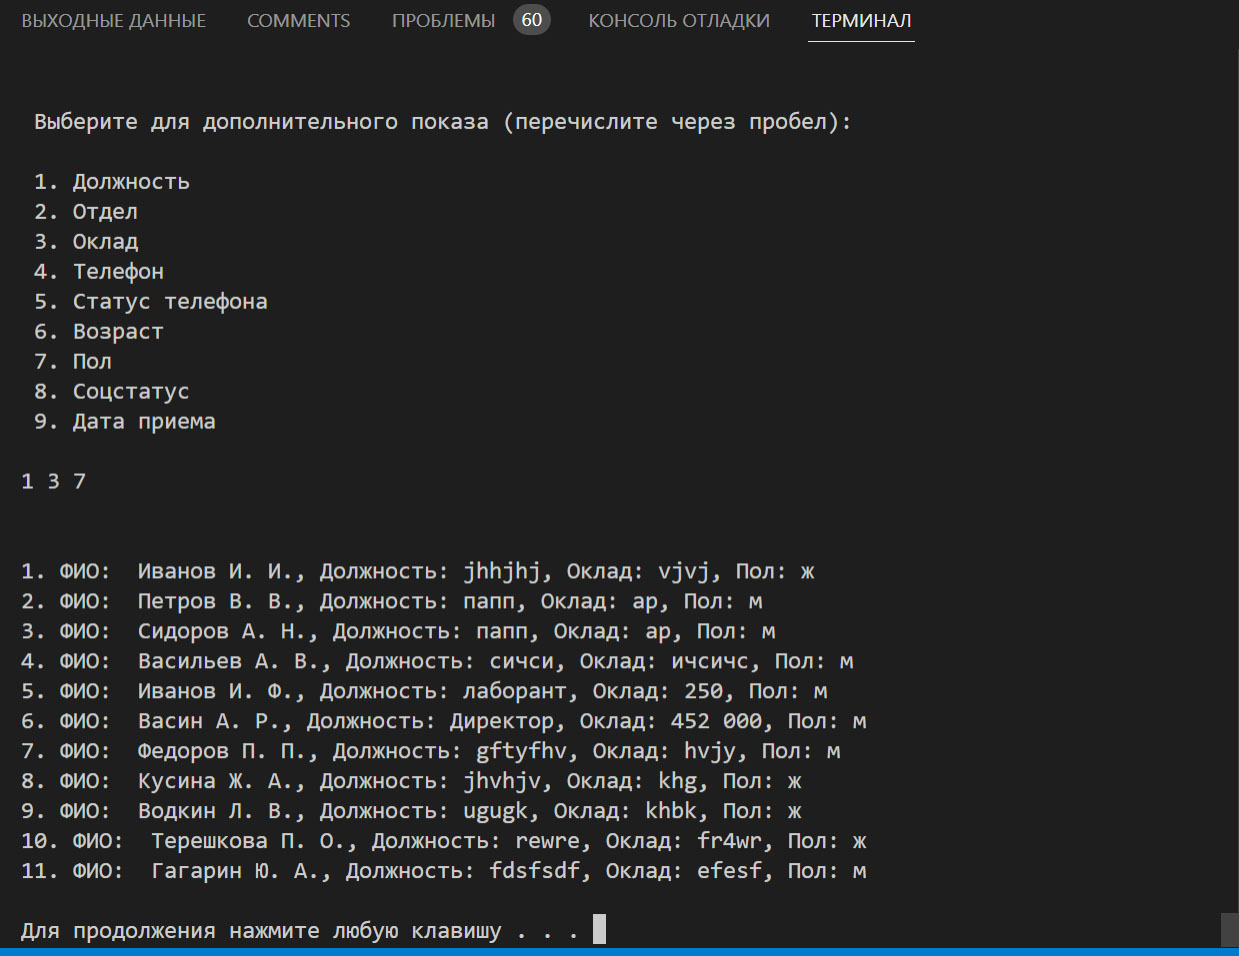 ВЫХОДНЫЕ ДАННЫЕ COMMENTS ПРОБЛЕМЫ 60 КОНСОЛЬ ОТЛАДКИ ТЕРМИНАЛ
Выберите для дополнительного показа (перечислите через пробел):
1. Должность
2. Отдел
3. Оклад
4. Телефон
5. Статус телефона
6. Возраст
7. Пол
8. Соцстатус
9. Дата приема
1 3 7
1. ФИО:  Иванов И. И., Должность: jhhjhj, Оклад: vjvj, Пол: ж
2. ФИО:  Петров В. В., Должность: папп, Оклад: ар, Пол: м
3. ФИО:  Сидоров А. Н., Должность: папп, Оклад: ар, Пол: м
4. ФИО:  Васильев А. В., Должность: сичси, Оклад: ичсичс, Пол: м
5. ФИО:  Иванов И. Ф., Должность: лаборант, Оклад: 250, Пол: м
6. ФИО:  Васин А. Р., Должность: Директор, Оклад: 452 000, Пол: м
7. ФИО:  Федоров П. П., Должность: gftyfhv, Оклад: hvjy, Пол: м
8. ФИО:  Кусина Ж. А., Должность: jhvhjv, Оклад: khg, Пол: ж
9. ФИО:  Водкин Л. В., Должность: ugugk, Оклад: khbk, Пол: ж
10. ФИО:  Терешкова П. О., Должность: rewre, Оклад: fr4wr, Пол: ж
11. ФИО:  Гагарин Ю. А., Должность: fdsfsdf, Оклад: efesf, Пол: м
Для продолжения нажмите любую клавишу . . .